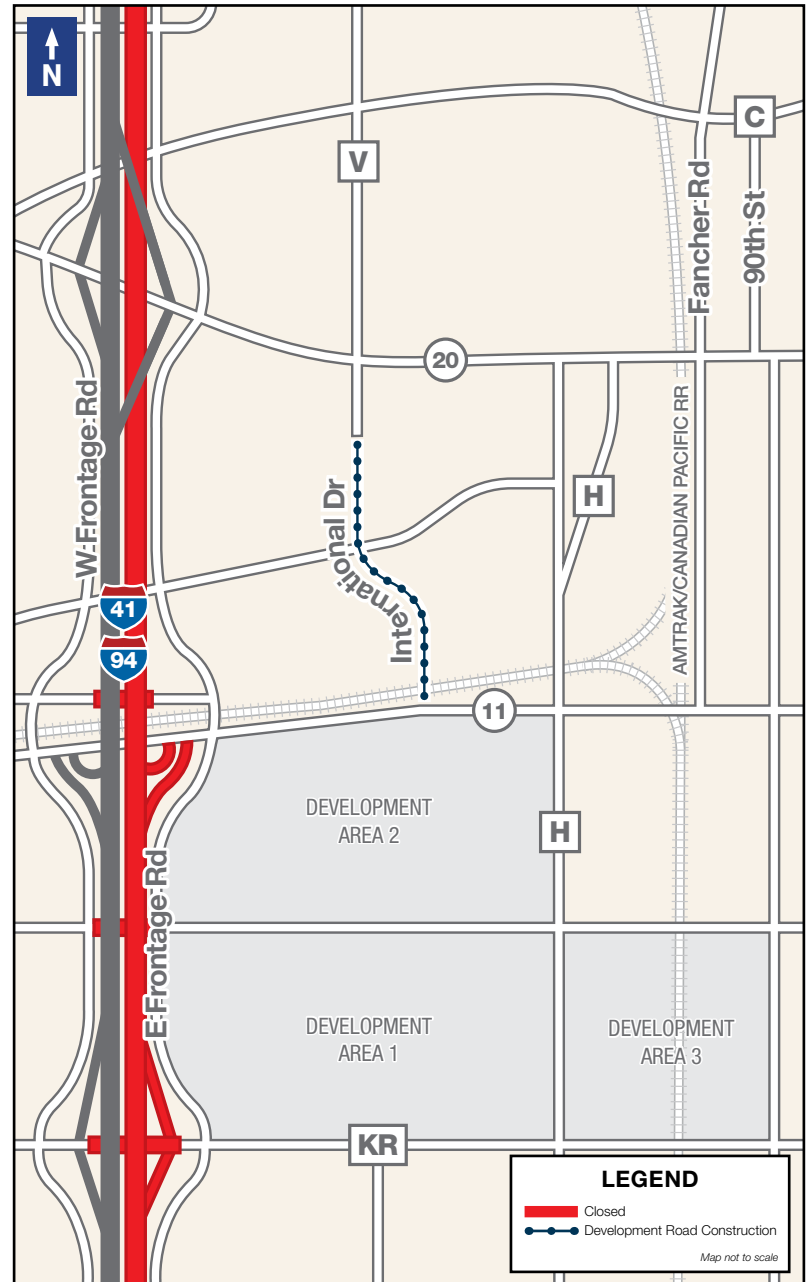 N
V
C
Fancher Rd
90th St
20
W Frontage Rd
International Dr
H
AMTRAK/CANADIAN PACIFIC RR
41
94
11
DEVELOPMENT
AREA 2
H
E Frontage Rd
DEVELOPMENT
AREA 1
DEVELOPMENT
AREA 3
KR
LEGEND
Closed
Development Road Construction
Map not to scale